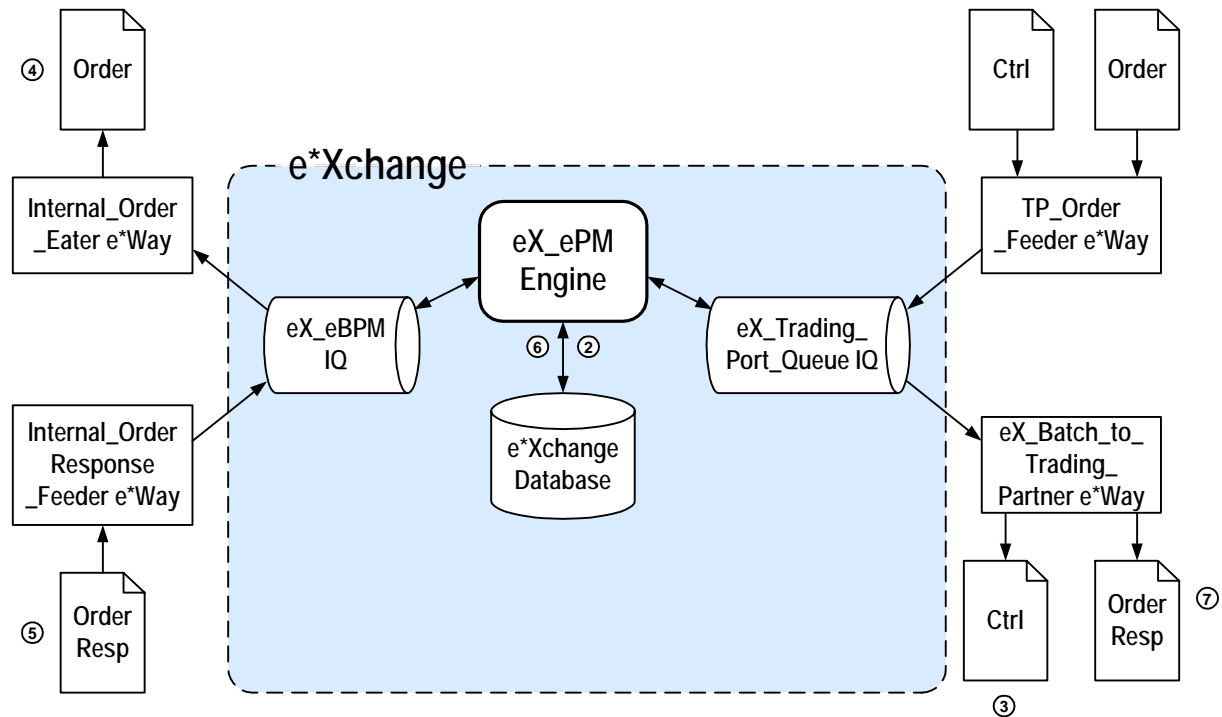 ④
Order
Ctrl
Order
e*Xchange
Internal_Order
_Eater e*Way
eX_ePM
Engine
TP_Order
_Feeder e*Way
eX_eBPM
IQ
⑥
②
eX_Trading_
Port_Queue IQ
Internal_Order
Response
_Feeder e*Way
e*Xchange
Database
eX_Batch_to_
Trading_
Partner e*Way
⑤
Order
Resp
Ctrl
Order
Resp
⑦
③